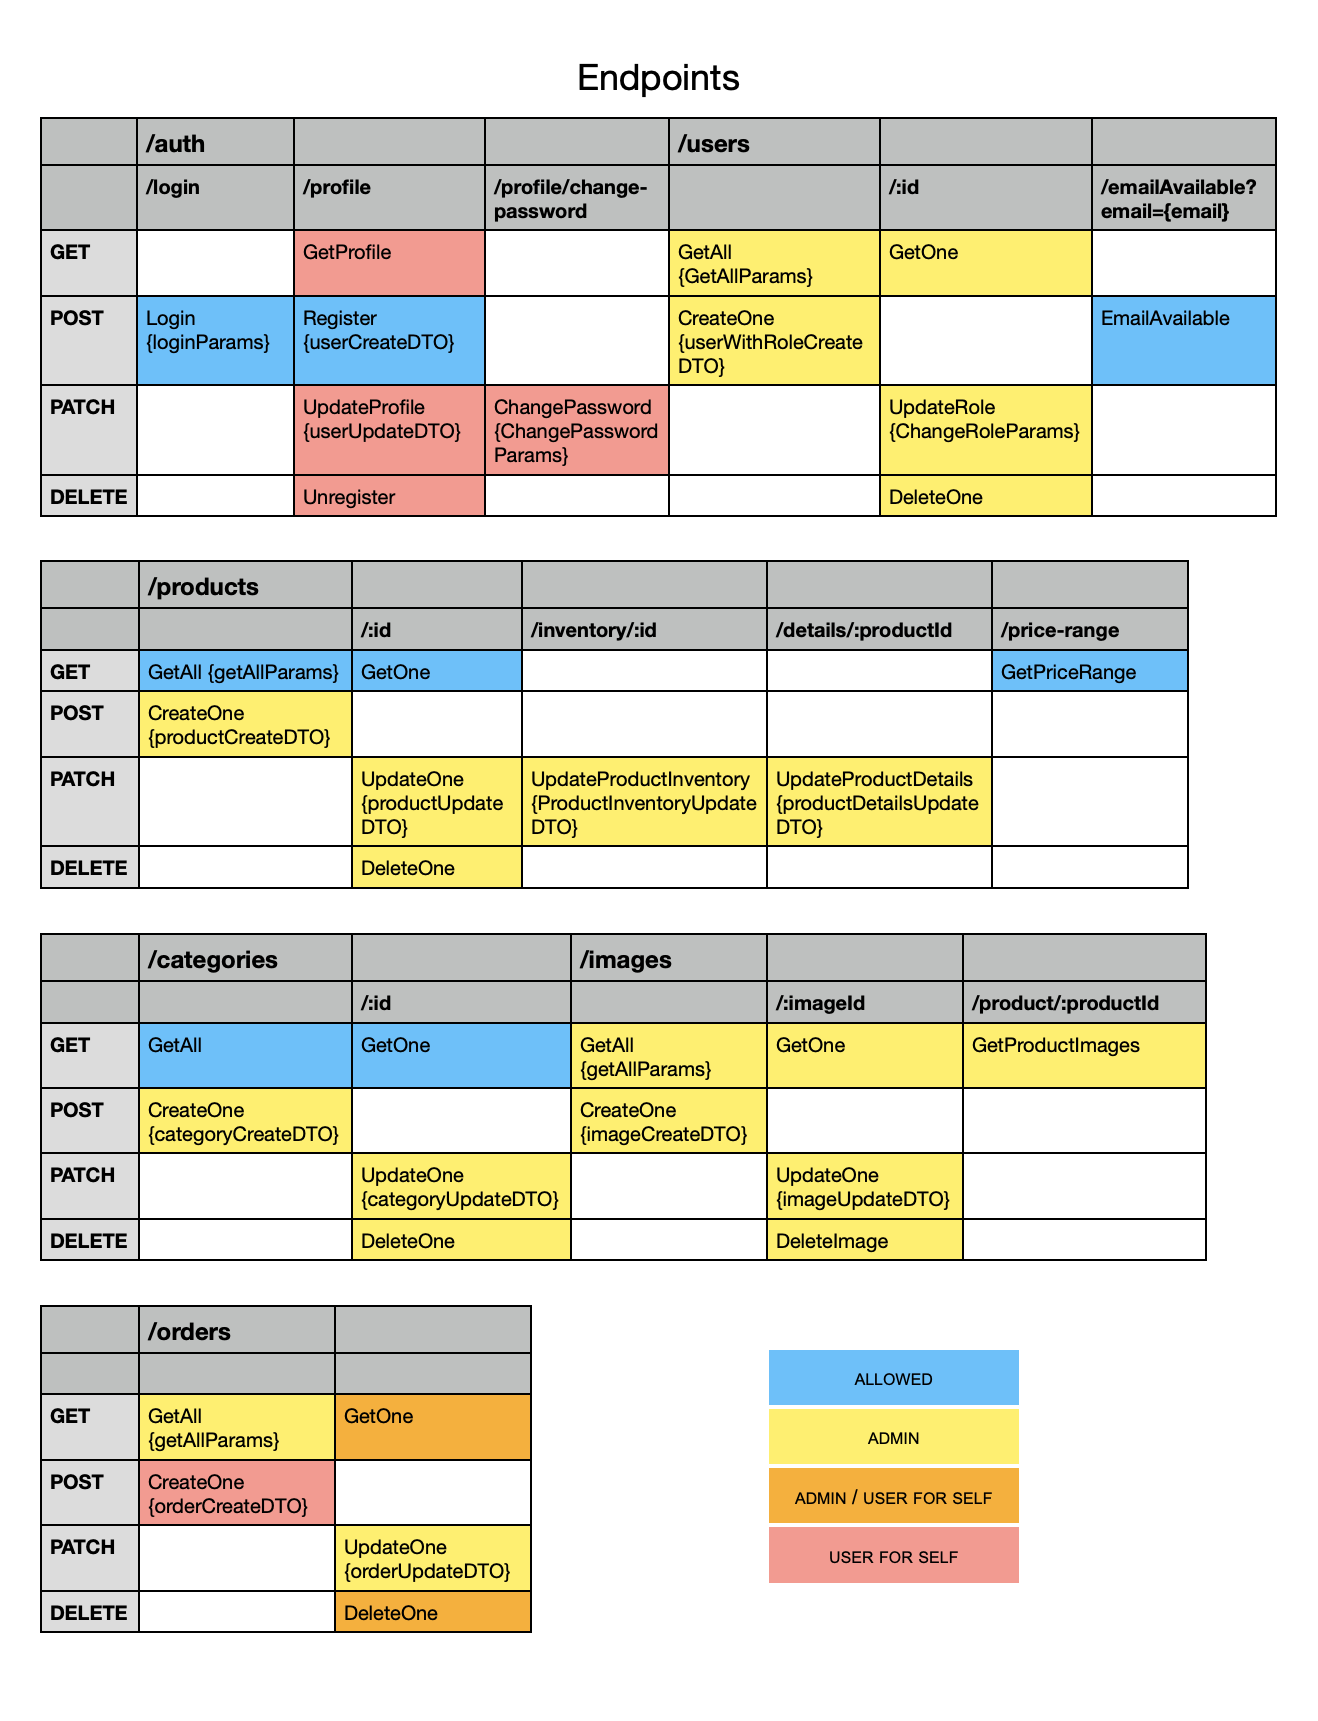 Endpoints
/auth /users
/login /profile /profile/change- /:id /emailAvailable?
password email={email}
GET GetProfile GetAll GetOne
{GetAllParams}
POST Login Register CreateOne EmailAvailable
{loginParams} {userCreateDTO} {userWithRoleCreate
DTO}
PATCH UpdateProfile ChangePassword UpdateRole
{userUpdateDTO} {ChangePassword {ChangeRoleParams}
Params}
DELETE Unregister DeleteOne
/products
/:id /inventory/:id /details/:productId /price-range
GET GetAll {getAllParams} GetOne GetPriceRange
POST CreateOne
{productCreateDTO}
PATCH UpdateOne UpdateProductInventory UpdateProductDetails
{productUpdate {ProductInventoryUpdate {productDetailsUpdate
DTO} DTO} DTO}
DELETE DeleteOne
/categories /images
/:id /:imageId /product/:productId
GET GetAll GetOne GetAll GetOne GetProductImages
{getAllParams}
POST CreateOne CreateOne
{categoryCreateDTO} {imageCreateDTO}
PATCH UpdateOne UpdateOne
{categoryUpdateDTO} {imageUpdateDTO}
DELETE DeleteOne DeleteImage
/orders
GET GetAll GetOne
{getAllParams}
POST CreateOne
{orderCreateDTO}
PATCH UpdateOne
{orderUpdateDTO}
DELETE DeleteOne
ALLOWED
ADMIN
ADMIN / USER FOR SELF
USER FOR SELF